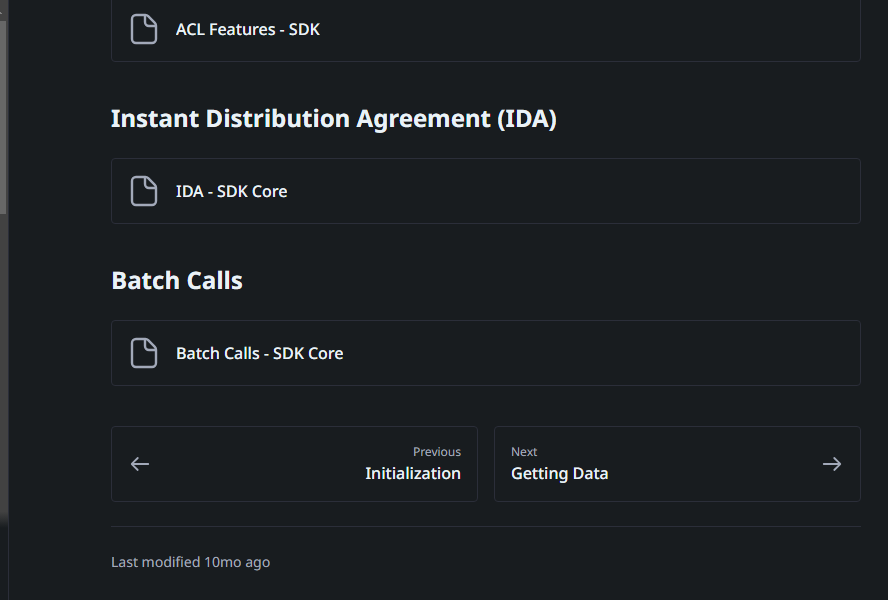 ACL Features - SDK
Instant Distribution Agreement (IDA)
IDA - SDK Core
Batch Calls
Batch Calls - SDK Core
Previous
Initialization
Next
Getting Data
Last modified 10mo ago